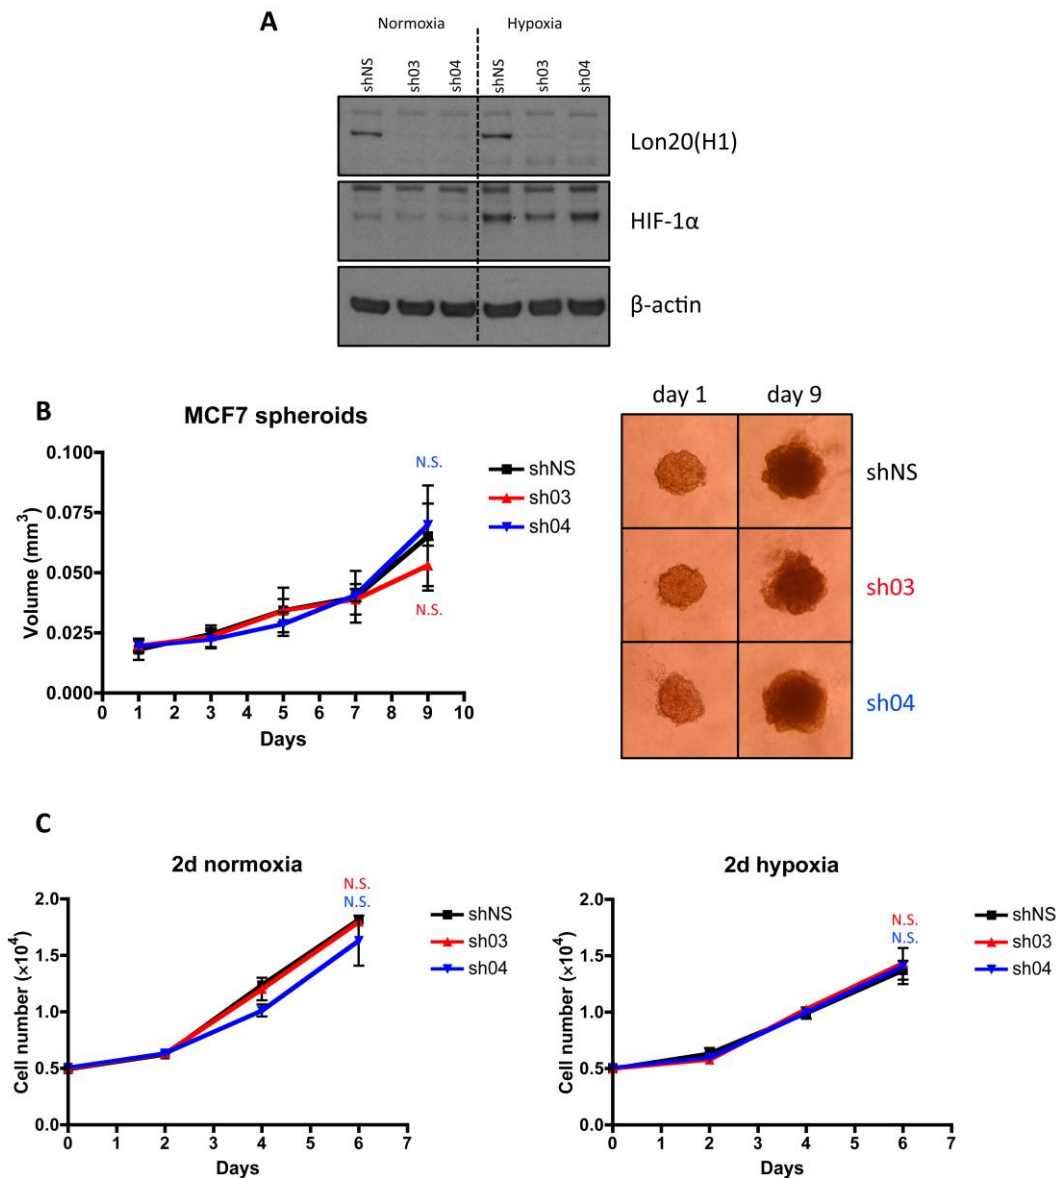 A
Normoxia Hypoxia
shNS sh03 sh04 shNS sh03 sh04
Lon20(H1)
HIF-1α
β-actin
B
MCF7 spheroids
Volume (mm³)
0.100
0.075
0.050
0.025
0.000
0 1 2 3 4 5 6 7 8 9 10
Days
N.S.
N.S.
shNS
sh03
sh04
day 1 day 9
shNS
sh03
sh04
C
2d normoxia
Cell number (×10⁴)
2.0
1.5
1.0
0.5
0.0
0 1 2 3 4 5 6 7
Days
N.S.
N.S.
shNS
sh03
sh04
2d hypoxia
Cell number (×10⁴)
2.0
1.5
1.0
0.5
0.0
0 1 2 3 4 5 6 7
Days
N.S.
N.S.
shNS
sh03
sh04